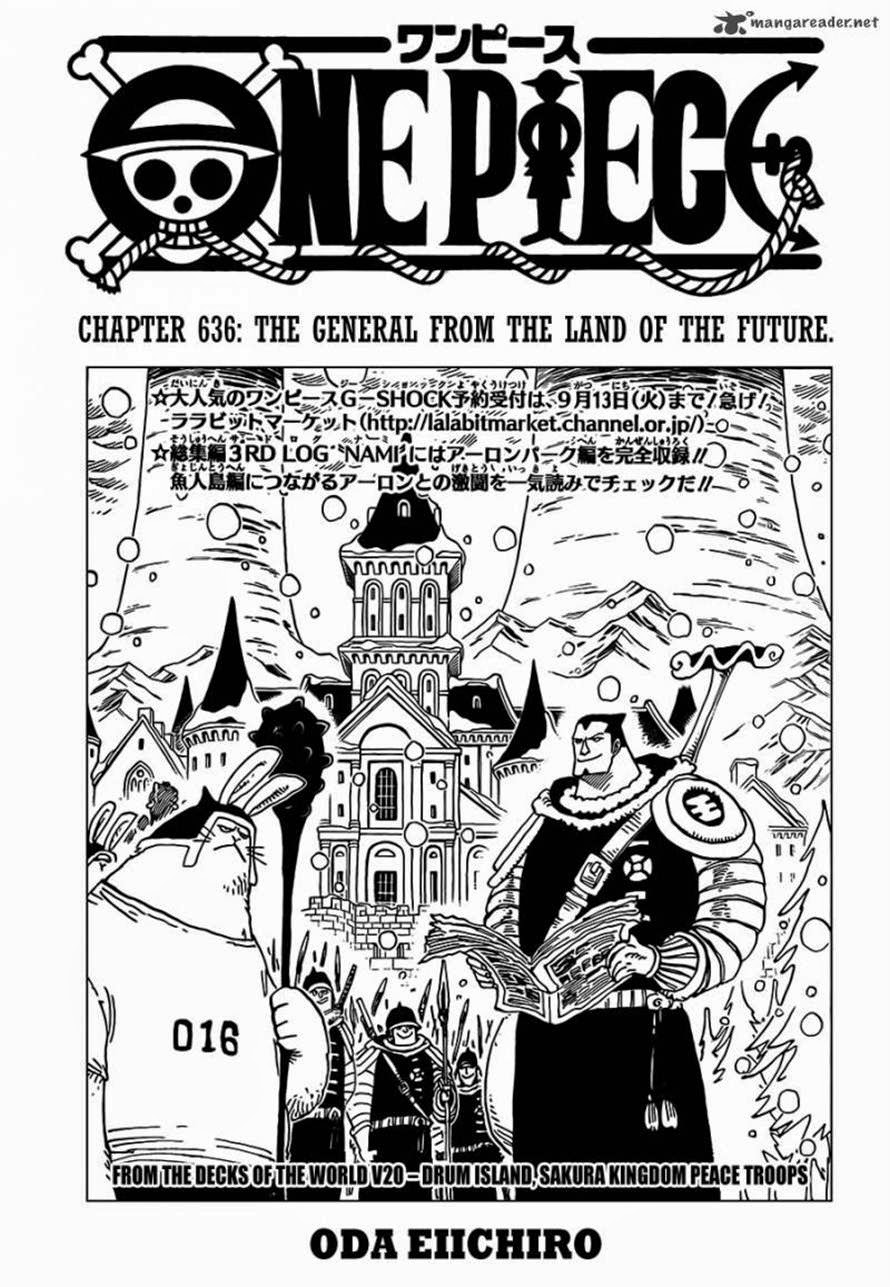 mangareader.net
ワンピース
ONE PIECE
CHAPTER 636: THE GENERAL FROM THE LAND OF THE FUTURE.
☆大人気のワンピースG-SHOCK予約受付は、9月13日(火)まで!急げ!
ララビットマーケット(http://lalabitmarket.channel.or.jp/)
☆総集編3RD LOG "NAMI"にはアーロンパーク編を完全収録!!
魚人島編につながるアーロンとの激闘を一気読みでチェックだ!!
016
FROM THE DECKS OF THE WORLD V20 – DRUM ISLAND, SAKURA KINGDOM PEACE TROOPS
ODA EIICHIRO